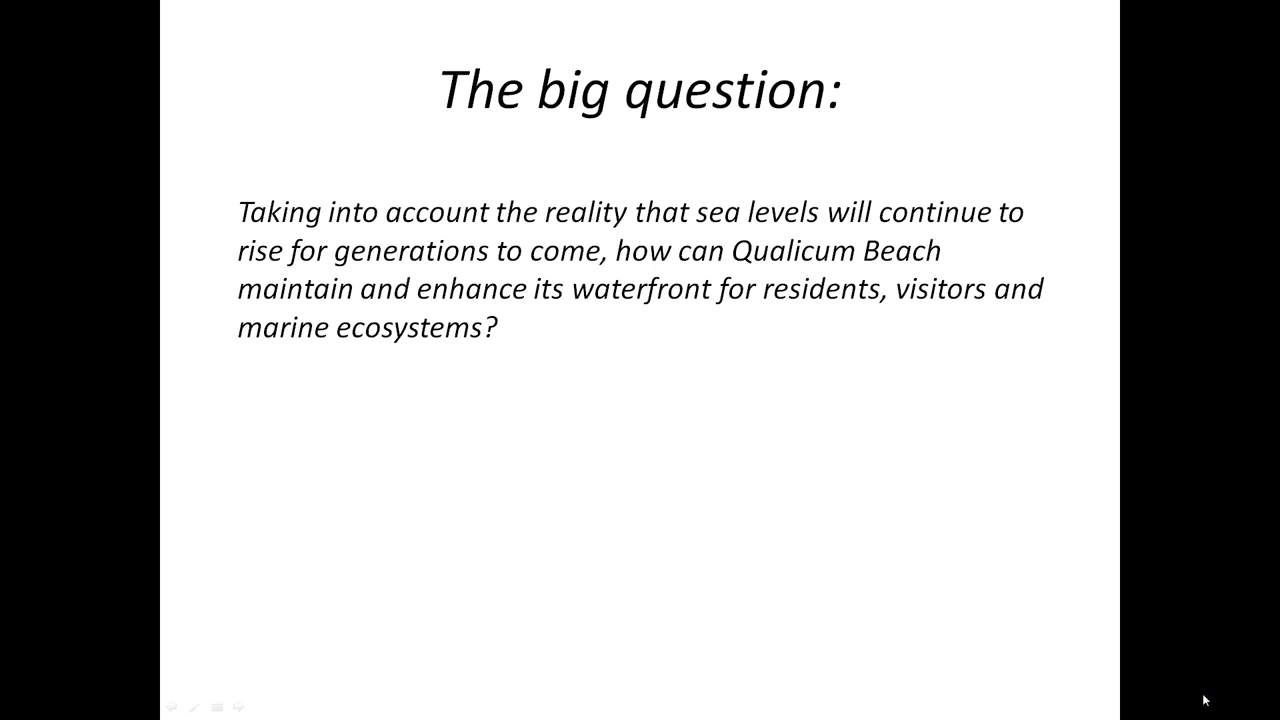 The big question:
Taking into account the reality that sea levels will continue to
rise for generations to come, how can Qualicum Beach
maintain and enhance its waterfront for residents, visitors and
marine ecosystems?